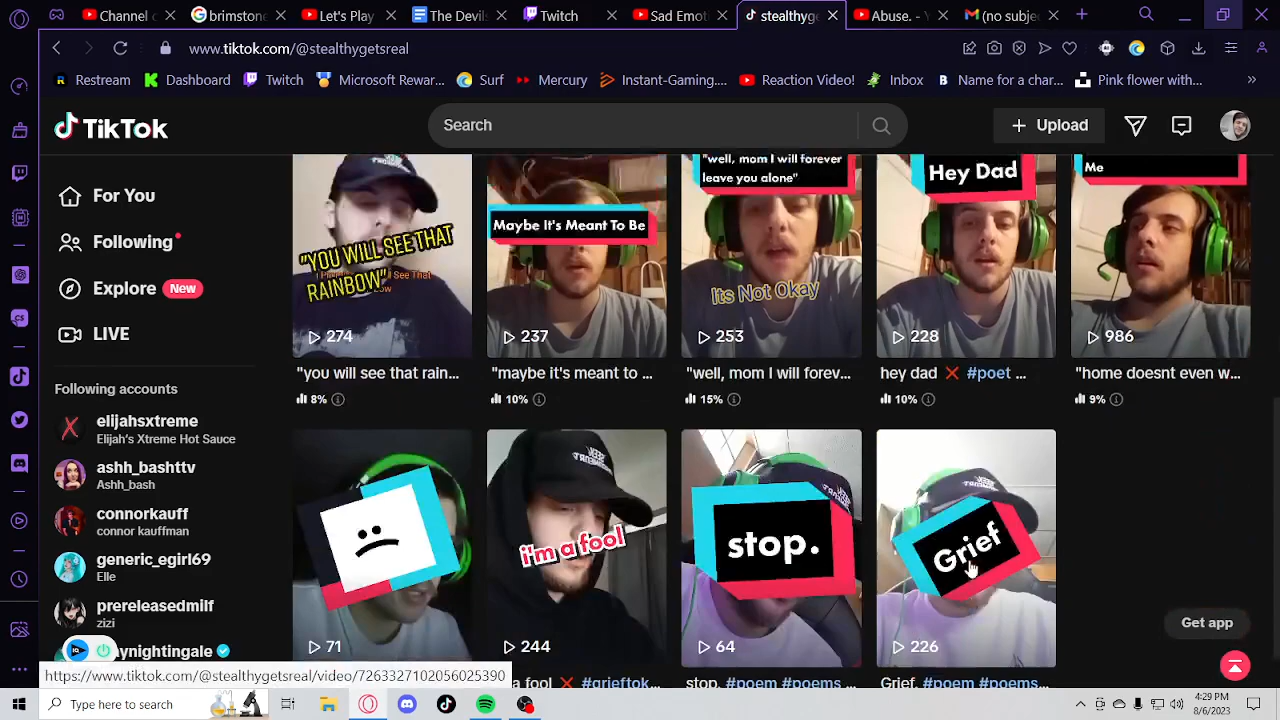 Channel c
brimstone
Let's Play
The Devils
Twitch
Sad Emoti
stealthyge
Abuse. - Y
(no subje
www.tiktok.com/@stealthygetsreal
Restream
Dashboard
Twitch
Microsoft Rewar...
Surf
Mercury
Instant-Gaming....
Reaction Video!
Inbox
Name for a char...
Pink flower with...
TikTok
Search
Upload
For You
Following
Explore
New
LIVE
Following accounts
elijahsxtreme
Elijah's Xtreme Hot Sauce
ashh_bashttv
Ashh_bash
connorkauff
connor kauffman
generic_egirl69
Elle
prereleasedmilf
zizi
aynightingale
"YOU WILL SEE THAT
RAINBOW"
274
"you will see that rain...
8%
Maybe It's Meant To Be
237
"maybe it's meant to ...
10%
"well, mom I will forever
leave you alone"
Its Not Okay
253
"well, mom I will forev...
15%
Hey Dad
228
hey dad ❌ #poet ...
10%
Me
986
"home doesnt even w...
9%
71
i'm a fool
244
a fool ❌ #grieftok...
stop.
64
stop. #poem #poems...
Grief
226
Grief. #poem #poems...
Get app
https://www.tiktok.com/@stealthygetsreal/video/7263327102056025390
Type here to search
4:29 PM
8/6/2023